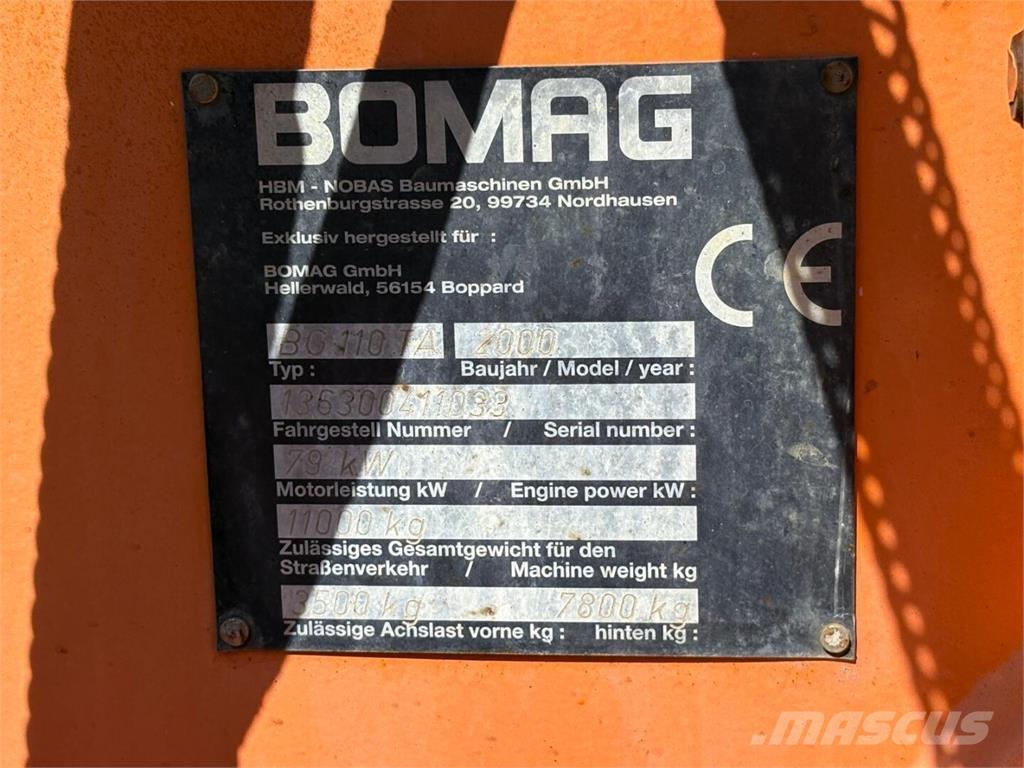 BOMAG
HBM - NOBAS Baumaschinen GmbH
Rothenburgstrasse 20, 99734 Nordhausen
Exklusiv hergestellt für :
BOMAG GmbH
Hellerwald, 56154 Boppard
CE
BG 110 TA 2000
Typ : Baujahr / Model / year :
136300411033
Fahrgestell Nummer / Serial number :
79 kW
Motorleistung kW / Engine power kW :
11000 kg
Zulässiges Gesamtgewicht für den
Straßenverkehr / Machine weight kg
3500 kg 7800 kg
Zulässige Achslast vorne kg : hinten kg :
MASCUS